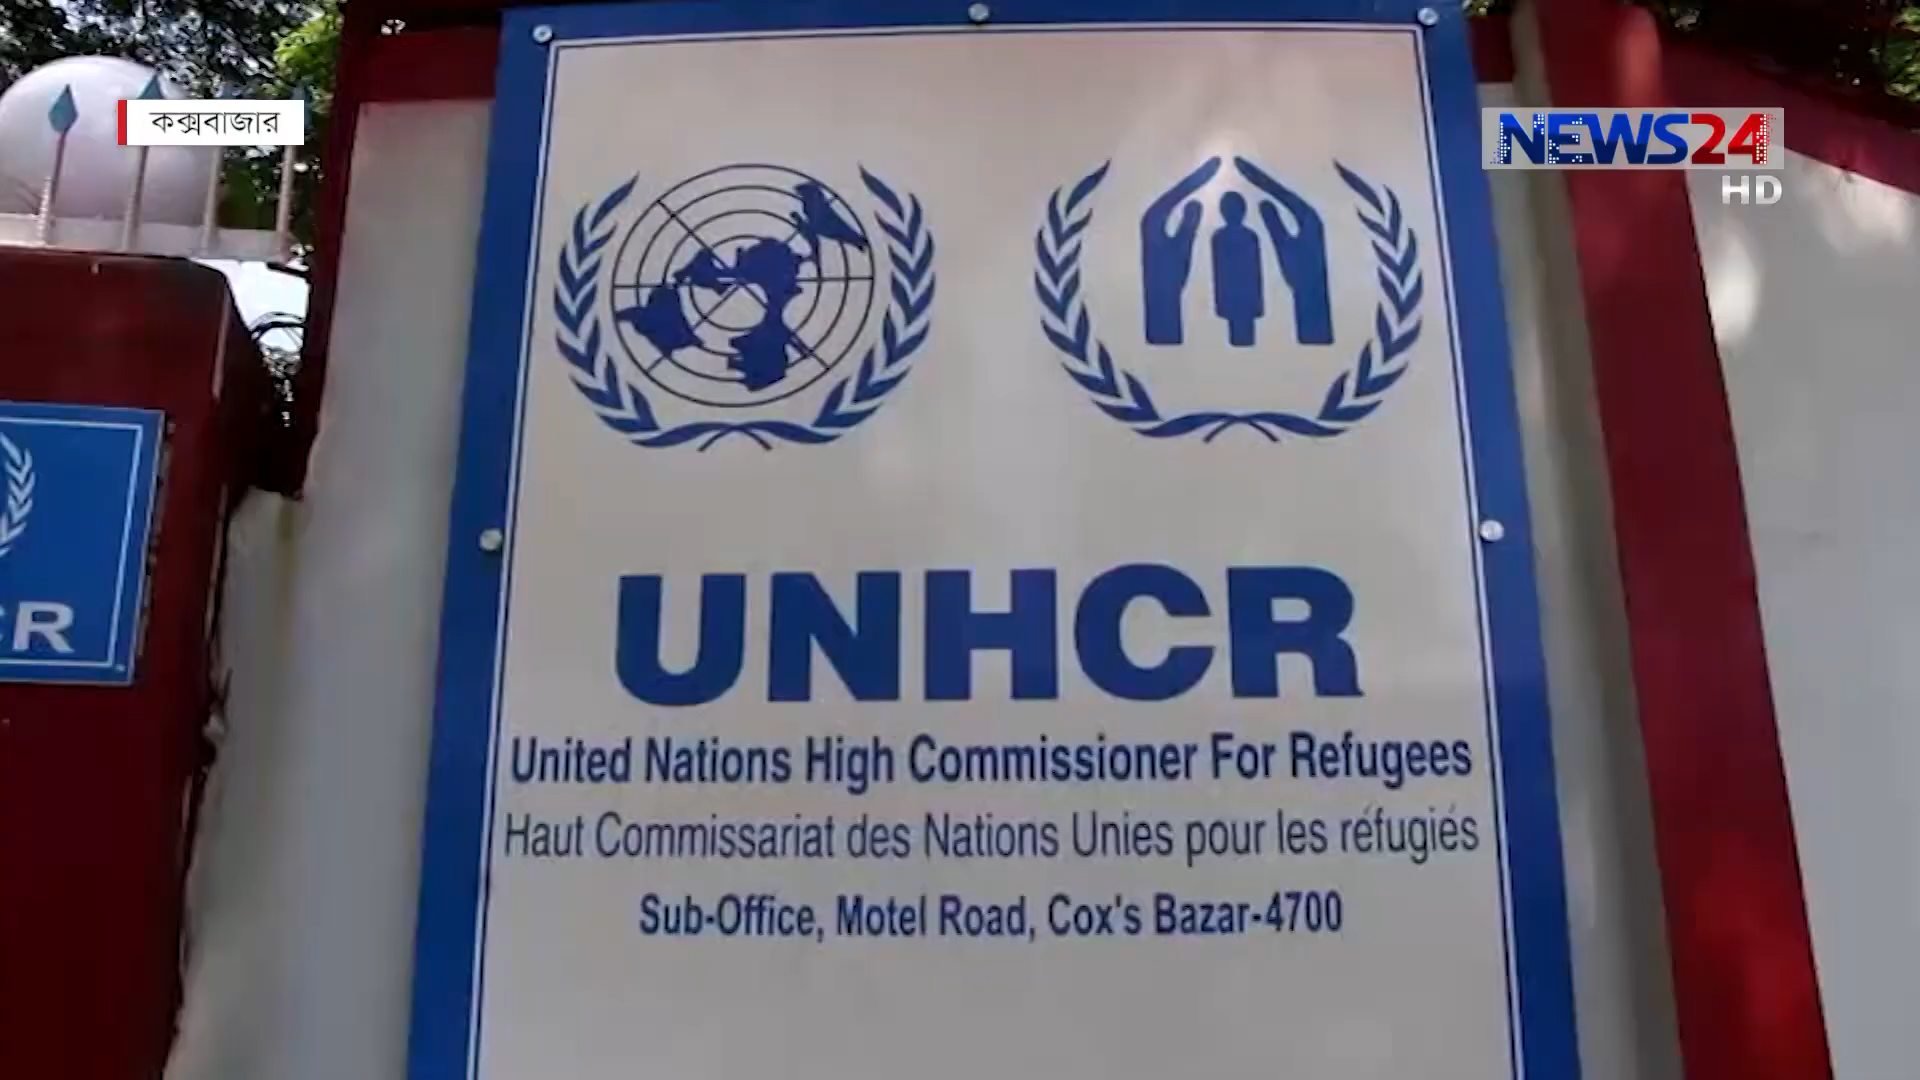 কক্সবাজার
NEWS24
HD
CR
UNHCR
United Nations High Commissioner For Refugees
Haut Commissariat des Nations Unies pour les réfugiés
Sub-Office, Motel Road, Cox's Bazar-4700